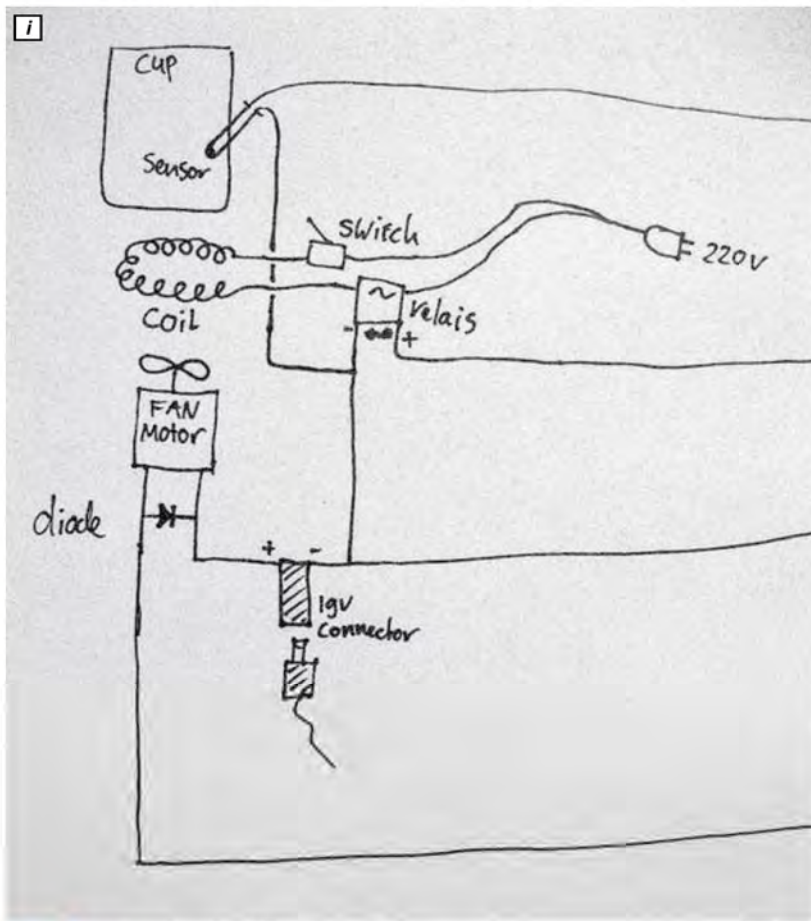 i
Cup
Sensor
Switch
220V
Coil
~
relais
- +
FAN
Motor
diode
+ -
19V
Connector